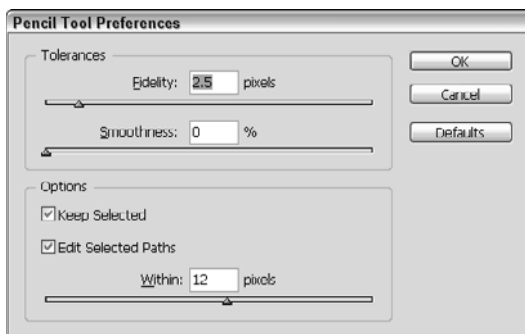 Pencil Tool Preferences
Tolerances
Fidelity: 2.5 pixels
Smoothness: 0 %
OK
Cancel
Defaults
Options
Keep Selected
Edit Selected Paths
Within: 12 pixels